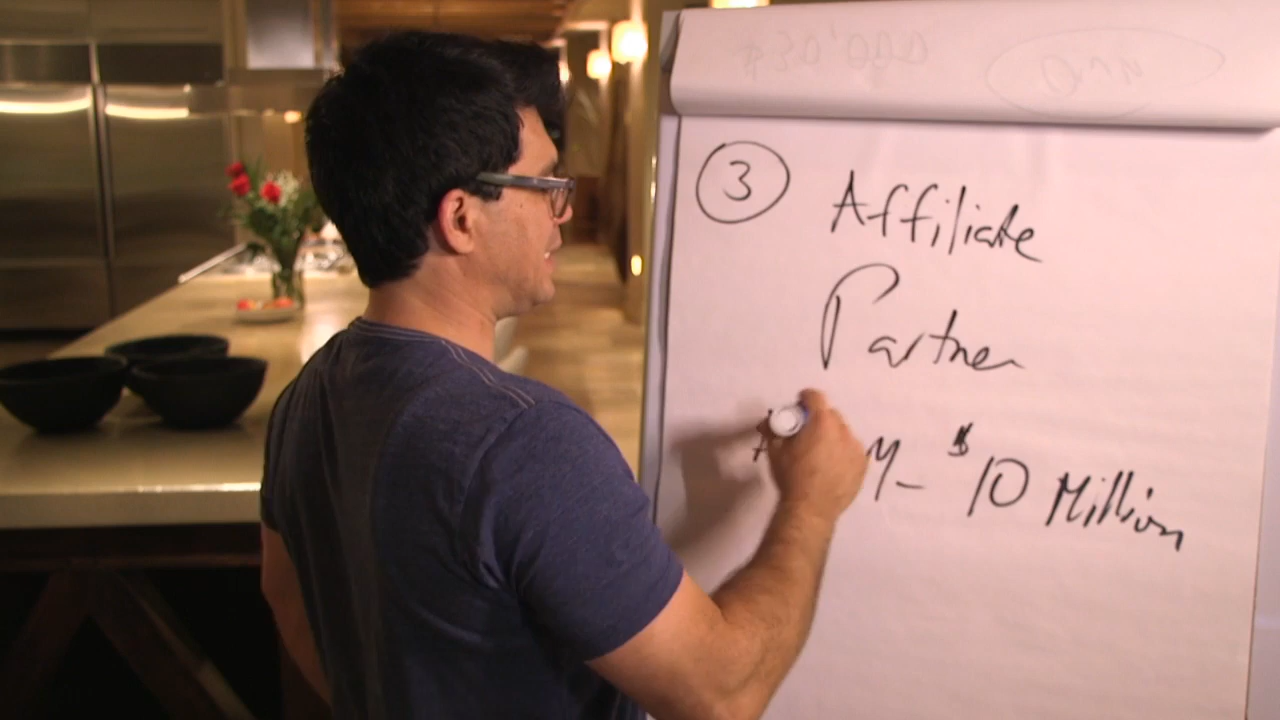 ③ Affiliate
Partner
M - $10 Million